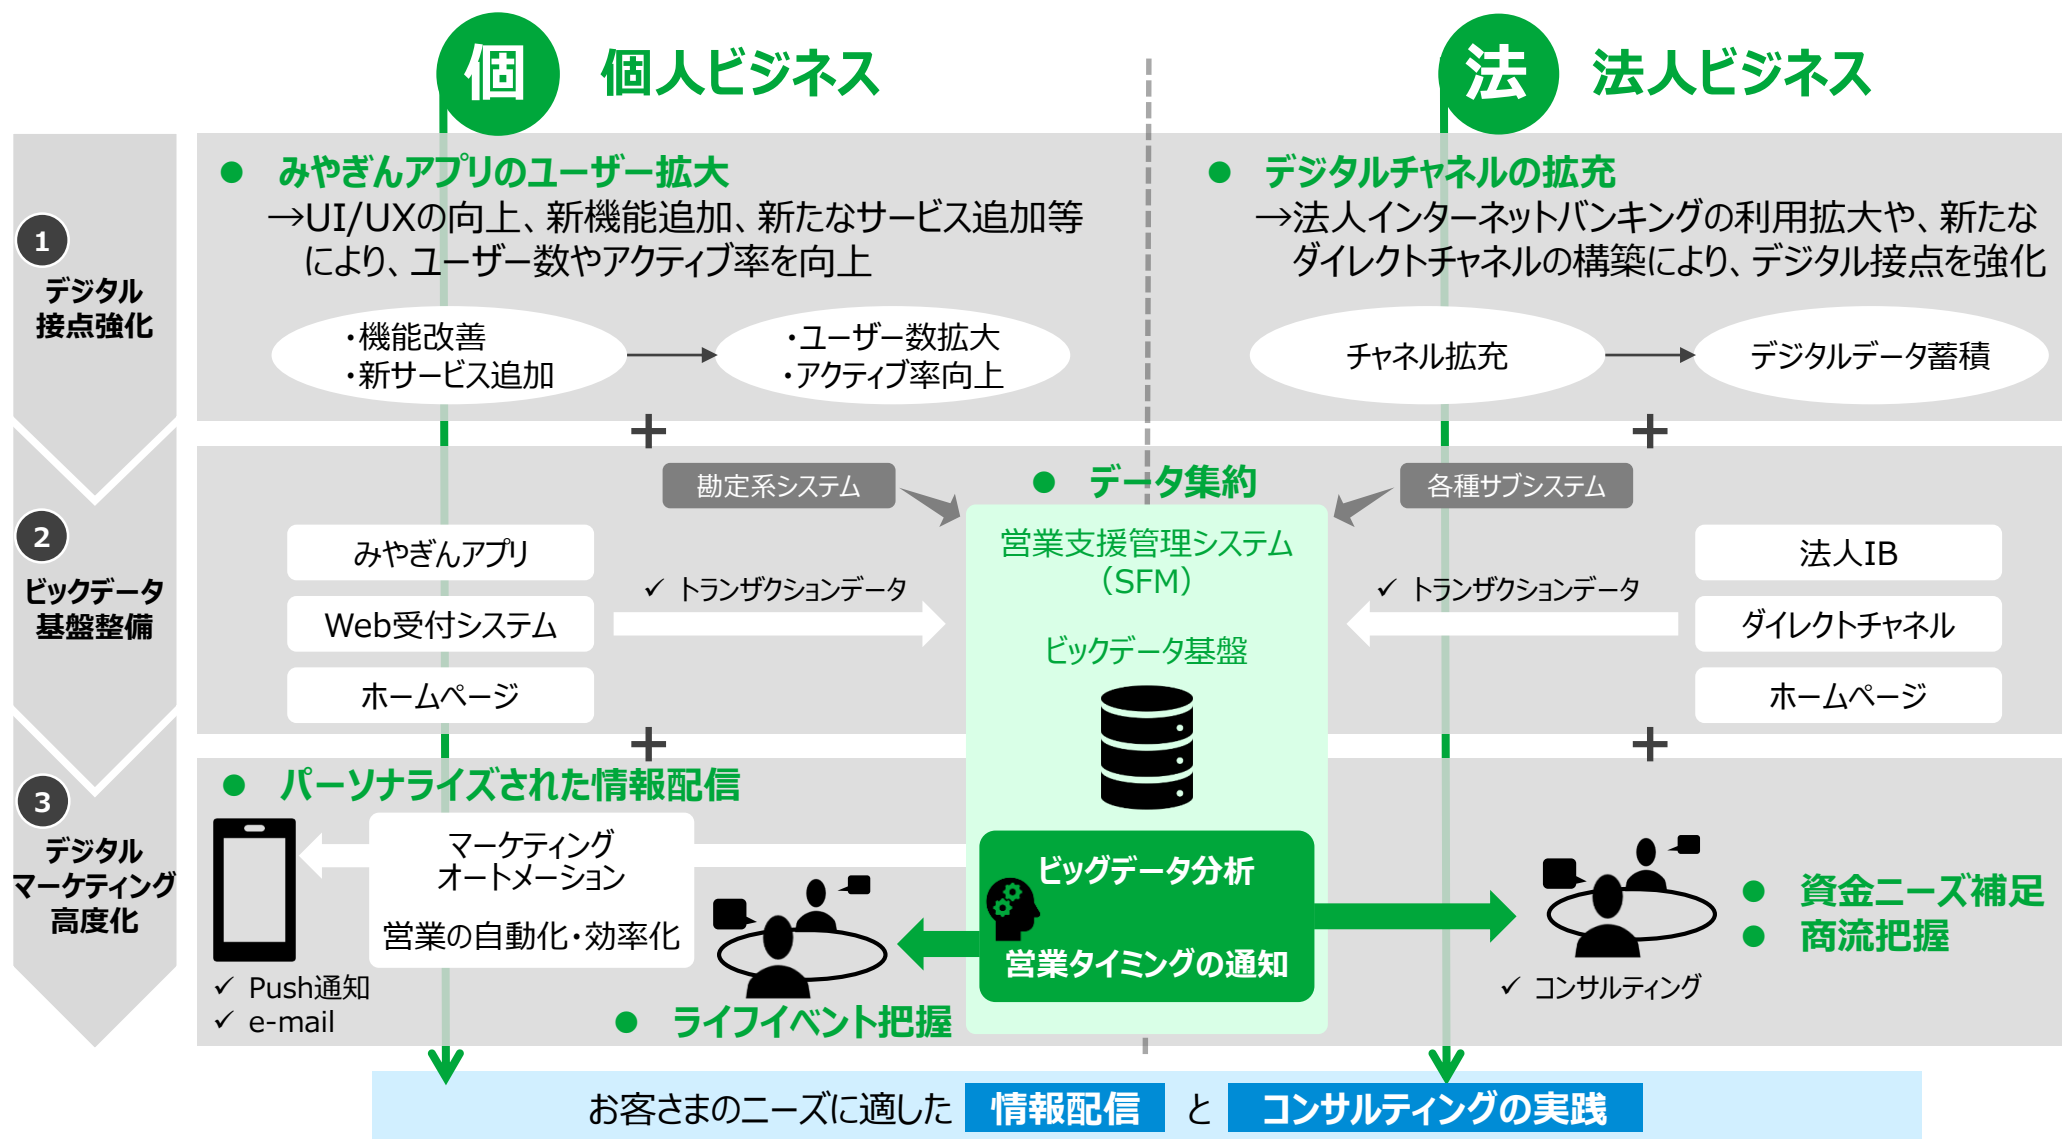 個 個人ビジネス
法 法人ビジネス
1
デジタル
接点強化
● みやぎんアプリのユーザー拡大
→UI/UXの向上、新機能追加、新たなサービス追加等
により、ユーザー数やアクティブ率を向上
・機能改善
・新サービス追加
・ユーザー数拡大
・アクティブ率向上
● デジタルチャネルの拡充
→法人インターネットバンキングの利用拡大や、新たな
ダイレクトチャネルの構築により、デジタル接点を強化
チャネル拡充
デジタルデータ蓄積
+
+
2
ビックデータ
基盤整備
勘定系システム
● データ集約
各種サブシステム
みやぎんアプリ
Web受付システム
ホームページ
✓ トランザクションデータ
営業支援管理システム
（SFM）
ビックデータ基盤
✓ トランザクションデータ
法人IB
ダイレクトチャネル
ホームページ
+
+
3
デジタル
マーケティング
高度化
● パーソナライズされた情報配信
マーケティング
オートメーション
営業の自動化・効率化
✓ Push通知
✓ e-mail
● ライフイベント把握
ビッグデータ分析
営業タイミングの通知
✓ コンサルティング
● 資金ニーズ補足
● 商流把握
お客さまのニーズに適した 情報配信 と コンサルティングの実践